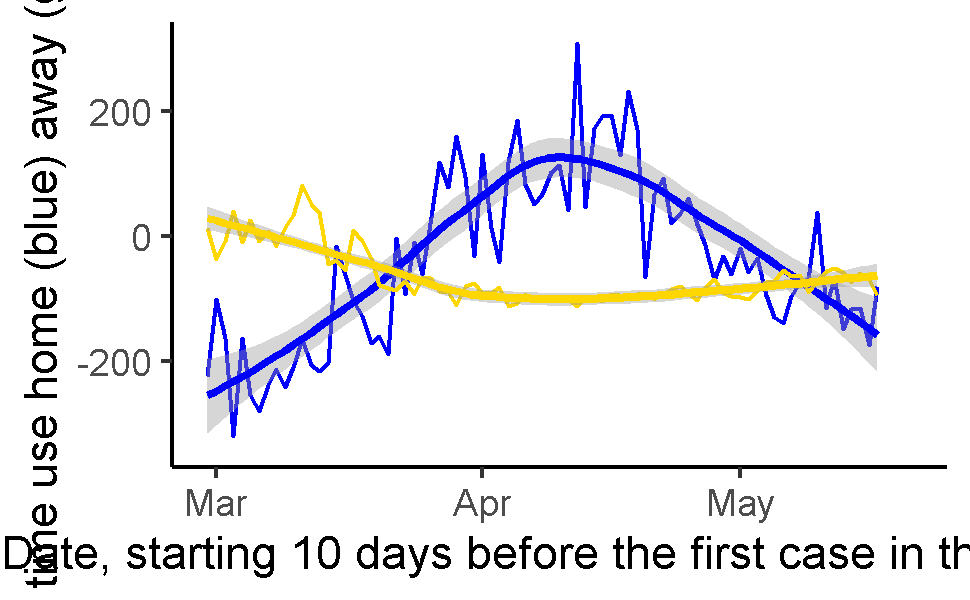 time use home (blue) away (
200
0
-200
Mar Apr May
Date, starting 10 days before the first case in th